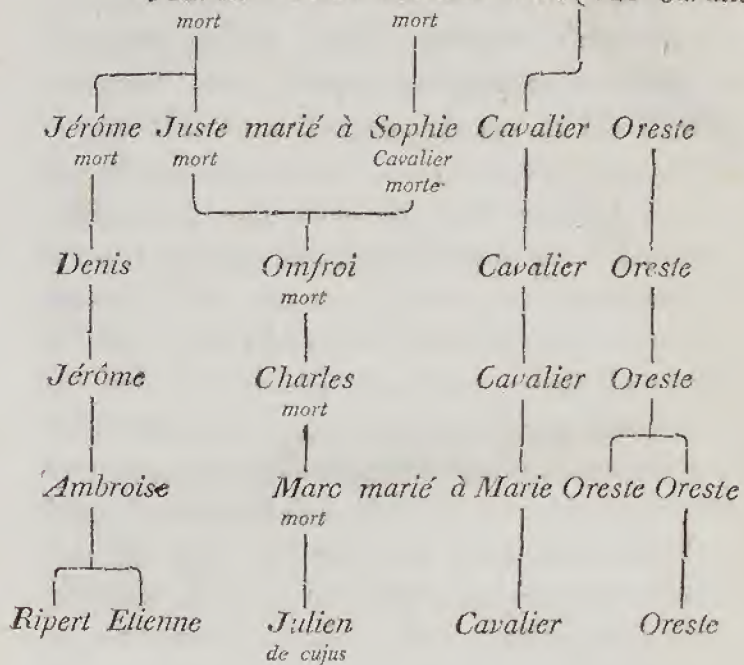 mort mort
Jérôme Juste marié à Sophie Cavalier Oreste
mort mort Cavalier
morte
Denis Omfroi Cavalier Oreste
mort
Jérôme Charles Cavalier Oreste
mort
Ambroise Marc marié à Marie Oreste Oreste
mort
Ripert Etienne Julien Cavalier Oreste
de cujus